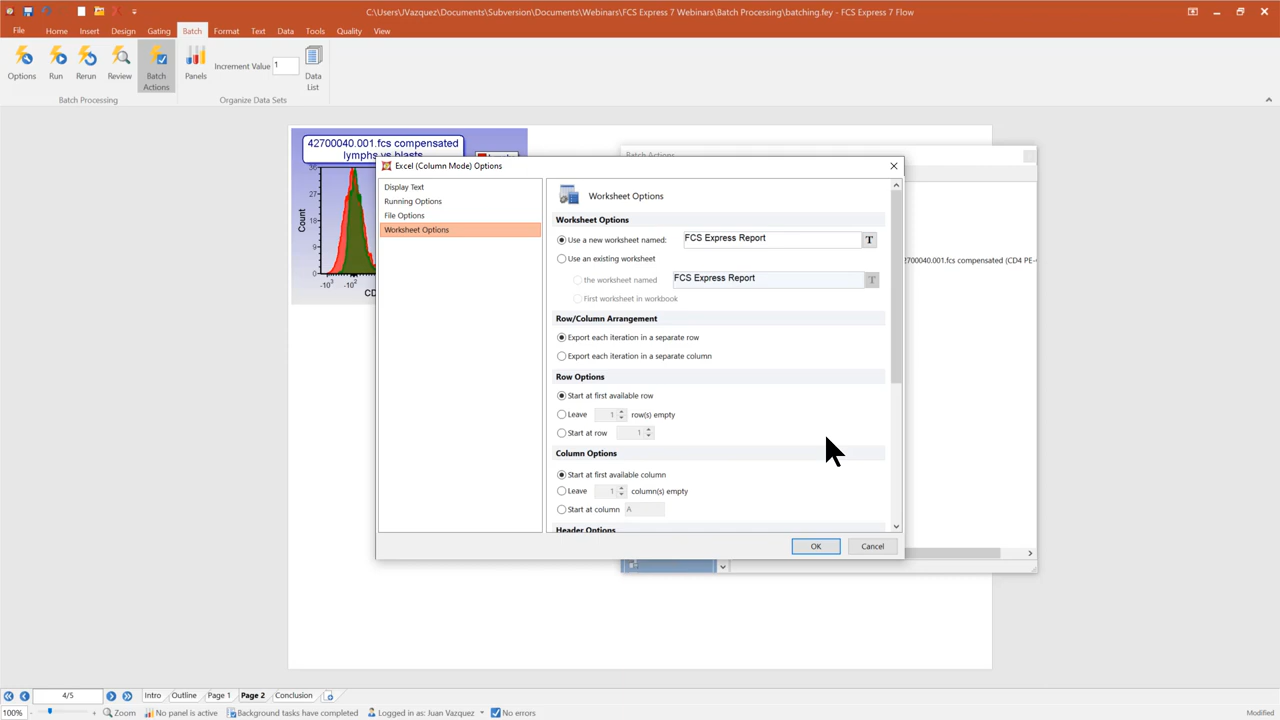 C:\Users\JVazquez\Documents\Subversion\Documents\Webinars\FCS Express 7 Webinars\Batch Processing\batching.fey - FCS Express 7 Flow
File Home Insert Design Gating Batch Format Text Data Tools Quality View
Options Run Rerun Review Batch Actions Panels Increment Value 1 Data List
Batch Processing Organize Data Sets
42700040.001.fcs compensated
lymphs vs blasts
Batch Actions
Excel (Column Mode) Options
Display Text
Running Options
File Options
Worksheet Options
Worksheet Options
Worksheet Options
Use a new worksheet named: FCS Express Report T
Use an existing worksheet
the worksheet named FCS Express Report T
First worksheet in workbook
Row/Column Arrangement
Export each iteration in a separate row
Export each iteration in a separate column
Row Options
Start at first available row
Leave 1 row(s) empty
Start at row 1
Column Options
Start at first available column
Leave 1 column(s) empty
Start at column A
Header Options
OK Cancel
2700040.001.fcs compensated (CD4 PE-
Count
27
18
9
0
-10³ -10²
CD
4/5 Intro Outline Page 1 Page 2 Conclusion
100% - + Zoom No panel is active Background tasks have completed Logged in as: Juan Vazquez No errors Modified